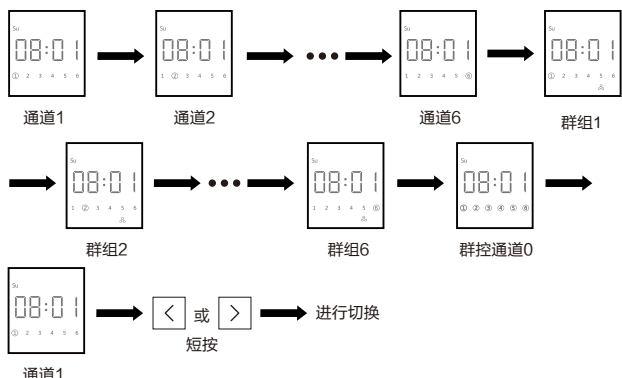 Su Su Su Su
08:01 08:01 08:01 08:01
① 2 3 4 5 6 1 ② 3 4 5 6 1 2 3 4 5 ⑥ ① 2 3 4 5 6
通道1 通道2 通道6 群组1
Su Su Su
08:01 08:01 08:01
1 ② 3 4 5 6 1 2 3 4 5 ⑥ ① ② ③ ④ ⑤ ⑥
群组2 群组6 群控通道0
Su
08:01 < 或 > 进行切换
① 2 3 4 5 6
短按
通道1